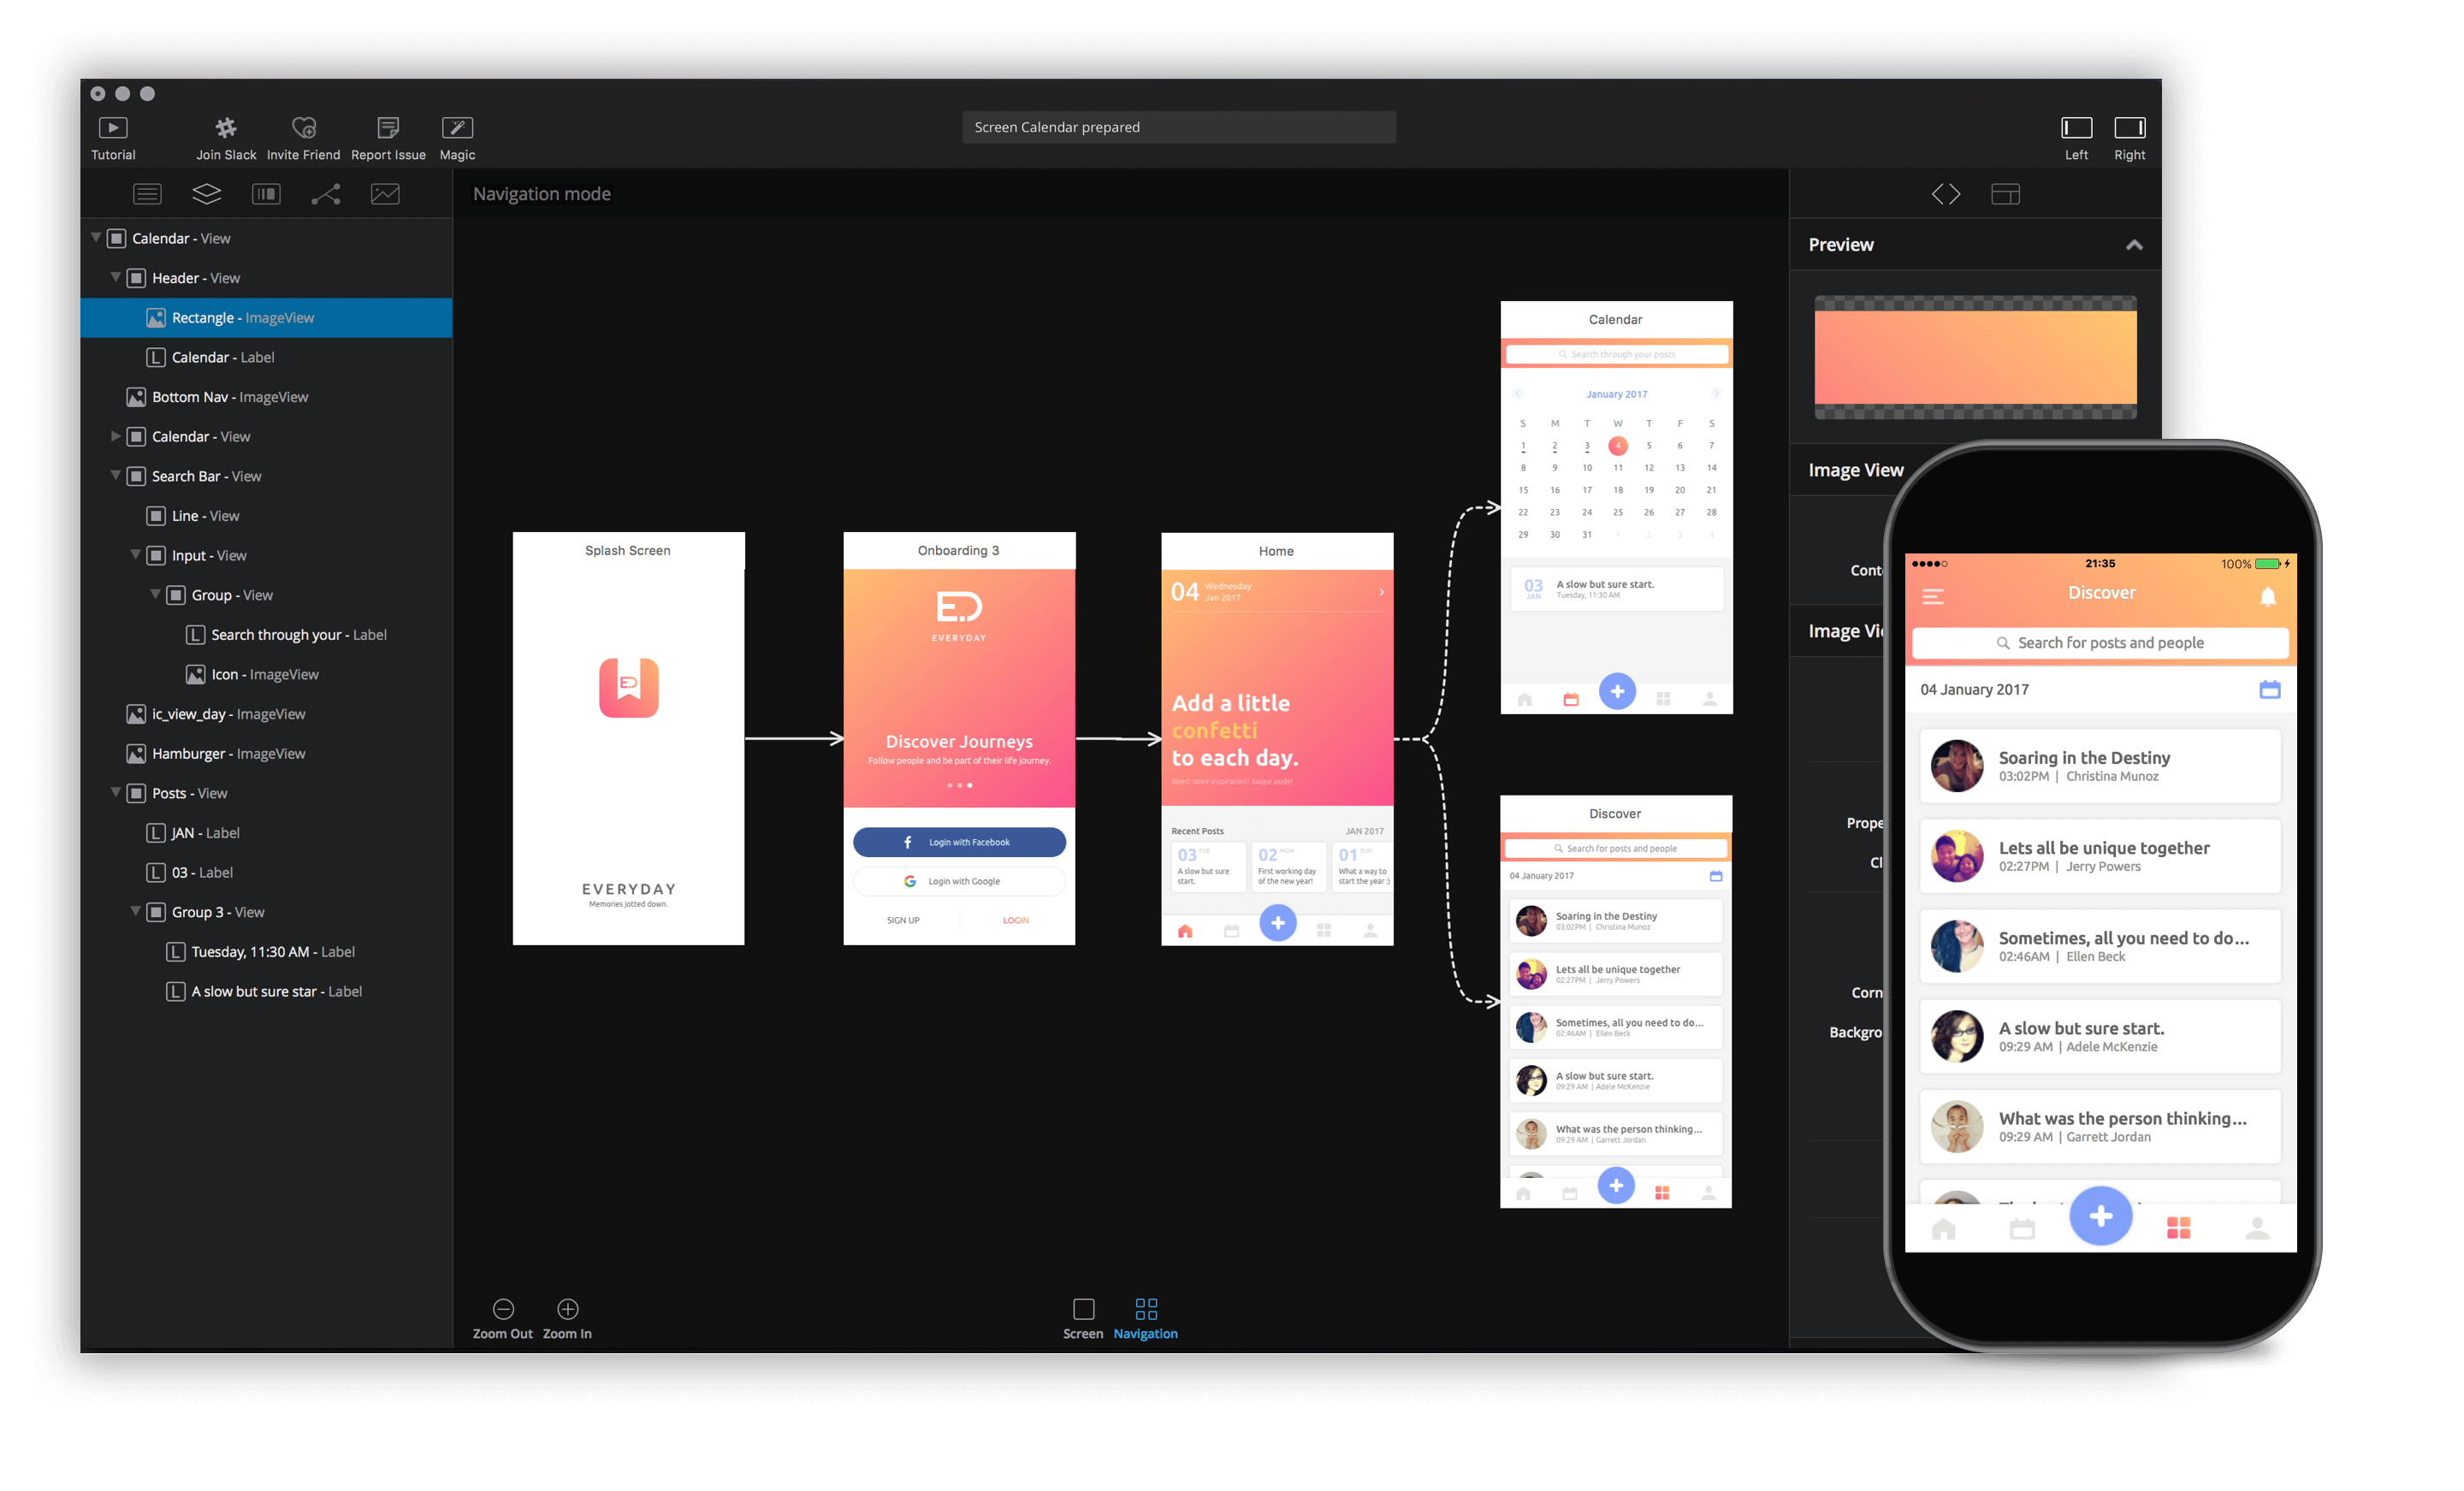 Tutorial
Join Slack
Invite Friend
Report Issue
Magic
Screen Calendar prepared
Left
Right
Navigation mode
Calendar - View
Header - View
Rectangle - ImageView
Calendar - Label
Bottom Nav - ImageView
Calendar - View
Search Bar - View
Line - View
Input - View
Group - View
Search through your - Label
Icon - ImageView
ic_view_day - ImageView
Hamburger - ImageView
Posts - View
JAN - Label
03 - Label
Group 3 - View
Tuesday, 11:30 AM - Label
A slow but sure star - Label
Splash Screen
E.D
EVERYDAY
Memories jotted down.
Onboarding 3
E.D
EVERYDAY
Discover Journeys
Follow people and be part of their life journey.
Login with Facebook
Login with Google
SIGN UP
LOGIN
Home
04 Wednesday
Jan 2017
Add a little
confetti
to each day.
Need more inspiration? Swipe aside!
Recent Posts JAN 2017
03 TUE
A slow but sure
start.
02 MON
First working day
of the new year!
01 SUN
What a way to
start the year :)
Calendar
Search through your posts
January 2017
S M T W T F S
1 2 3 4 5 6 7
8 9 10 11 12 13 14
15 16 17 18 19 20 21
22 23 24 25 26 27 28
29 30 31 1 2 3 4
03
JAN
A slow but sure start.
Tuesday, 11:30 AM
Discover
Search for posts and people
04 January 2017
Soaring in the Destiny
03:02PM | Christina Munoz
Lets all be unique together
02:27PM | Jerry Powers
Sometimes, all you need to do...
02:46AM | Ellen Beck
A slow but sure start.
09:29 AM | Adele McKenzie
What was the person thinking...
09:29 AM | Garrett Jordan
Zoom Out
Zoom In
Screen
Navigation
Preview
Image View
Image Vi
Conte
Prope
Cl
Corn
Backgro
21:35
100%
Discover
Search for posts and people
04 January 2017
Soaring in the Destiny
03:02PM | Christina Munoz
Lets all be unique together
02:27PM | Jerry Powers
Sometimes, all you need to do...
02:46AM | Ellen Beck
A slow but sure start.
09:29 AM | Adele McKenzie
What was the person thinking...
09:29 AM | Garrett Jordan